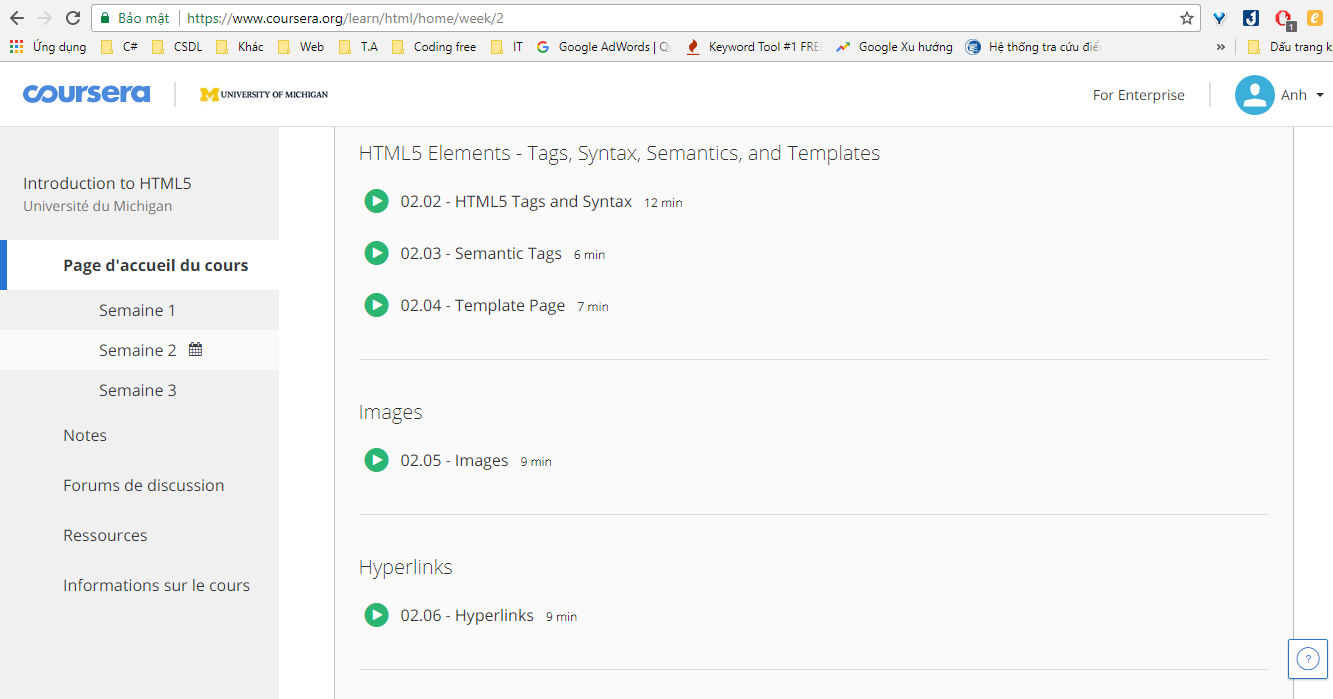 Bảo mật https://www.coursera.org/learn/html/home/week/2
Ứng dụng C# CSDL Khác Web T.A Coding free IT Google AdWords | Keyword Tool #1 FRE Google Xu hướng Hệ thống tra cứu » Dấu trang
coursera UNIVERSITY OF MICHIGAN For Enterprise Anh
Introduction to HTML5
Université du Michigan
Page d'accueil du cours
Semaine 1
Semaine 2
Semaine 3
Notes
Forums de discussion
Ressources
Informations sur le cours
HTML5 Elements - Tags, Syntax, Semantics, and Templates
02.02 - HTML5 Tags and Syntax 12 min
02.03 - Semantic Tags 6 min
02.04 - Template Page 7 min
Images
02.05 - Images 9 min
Hyperlinks
02.06 - Hyperlinks 9 min
?